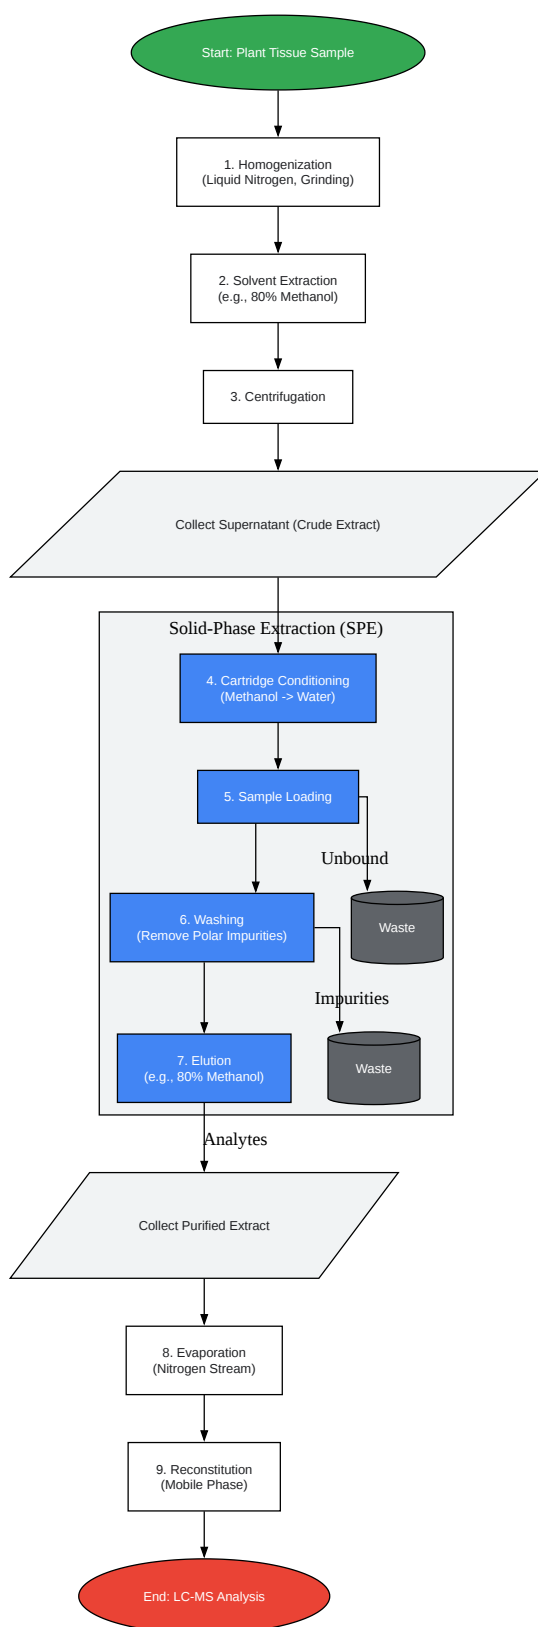 Start: Plant Tissue Sample
1. Homogenization
(Liquid Nitrogen, Grinding)
2. Solvent Extraction
(e.g., 80% Methanol)
3. Centrifugation
Collect Supernatant (Crude Extract)
Solid-Phase Extraction (SPE)
4. Cartridge Conditioning
(Methanol -> Water)
5. Sample Loading
Unbound
6. Washing
(Remove Polar Impurities)
Waste
Impurities
7. Elution
(e.g., 80% Methanol)
Waste
Analytes
Collect Purified Extract
8. Evaporation
(Nitrogen Stream)
9. Reconstitution
(Mobile Phase)
End: LC-MS Analysis